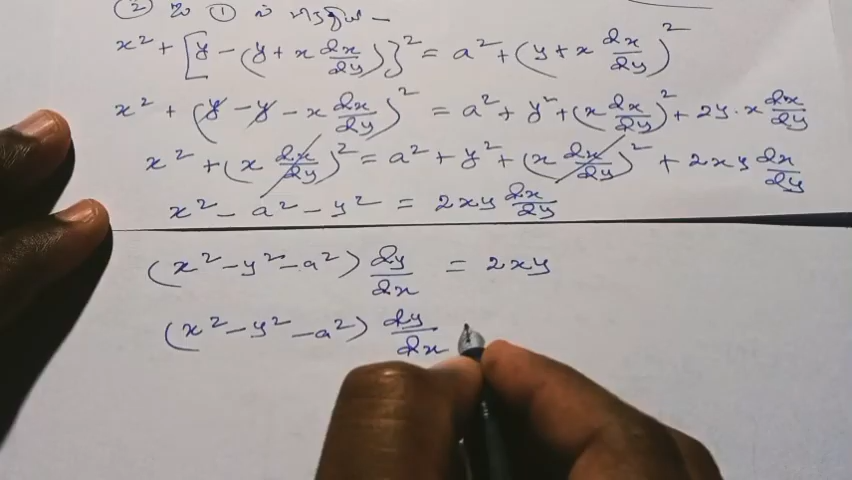 ② ① ல் –
x² + [y – (y + x dx/dy)}² = a² + (y + x dx/dy)²
x² + (y – y – x dx/dy)² = a² + y² + (x dx/dy)² + 2y · x dx/dy
x² + (x dx/dy)² = a² + y² + (x dx/dy)² + 2xy dx/dy
x² – a² – y² = 2xy dx/dy
(x² – y² – a²) dy/dx = 2xy
(x² – y² – a²) dy/dx